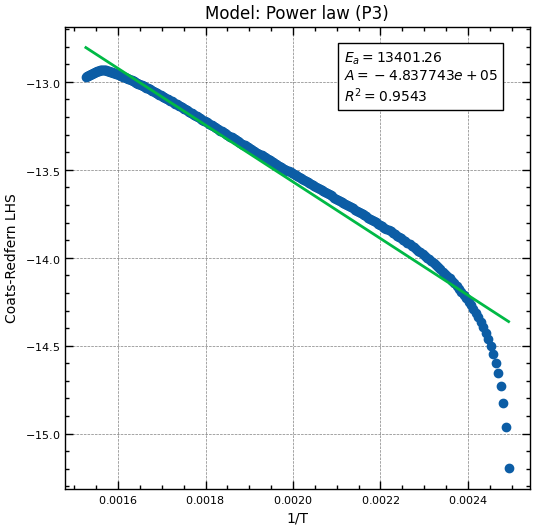 Model: Power law (P3)
E_a = 13401.26
A = −4.837743e + 05
R² = 0.9543
Coats-Redfern LHS
−13.0
−13.5
−14.0
−14.5
−15.0
0.0016 0.0018 0.0020 0.0022 0.0024
1/T